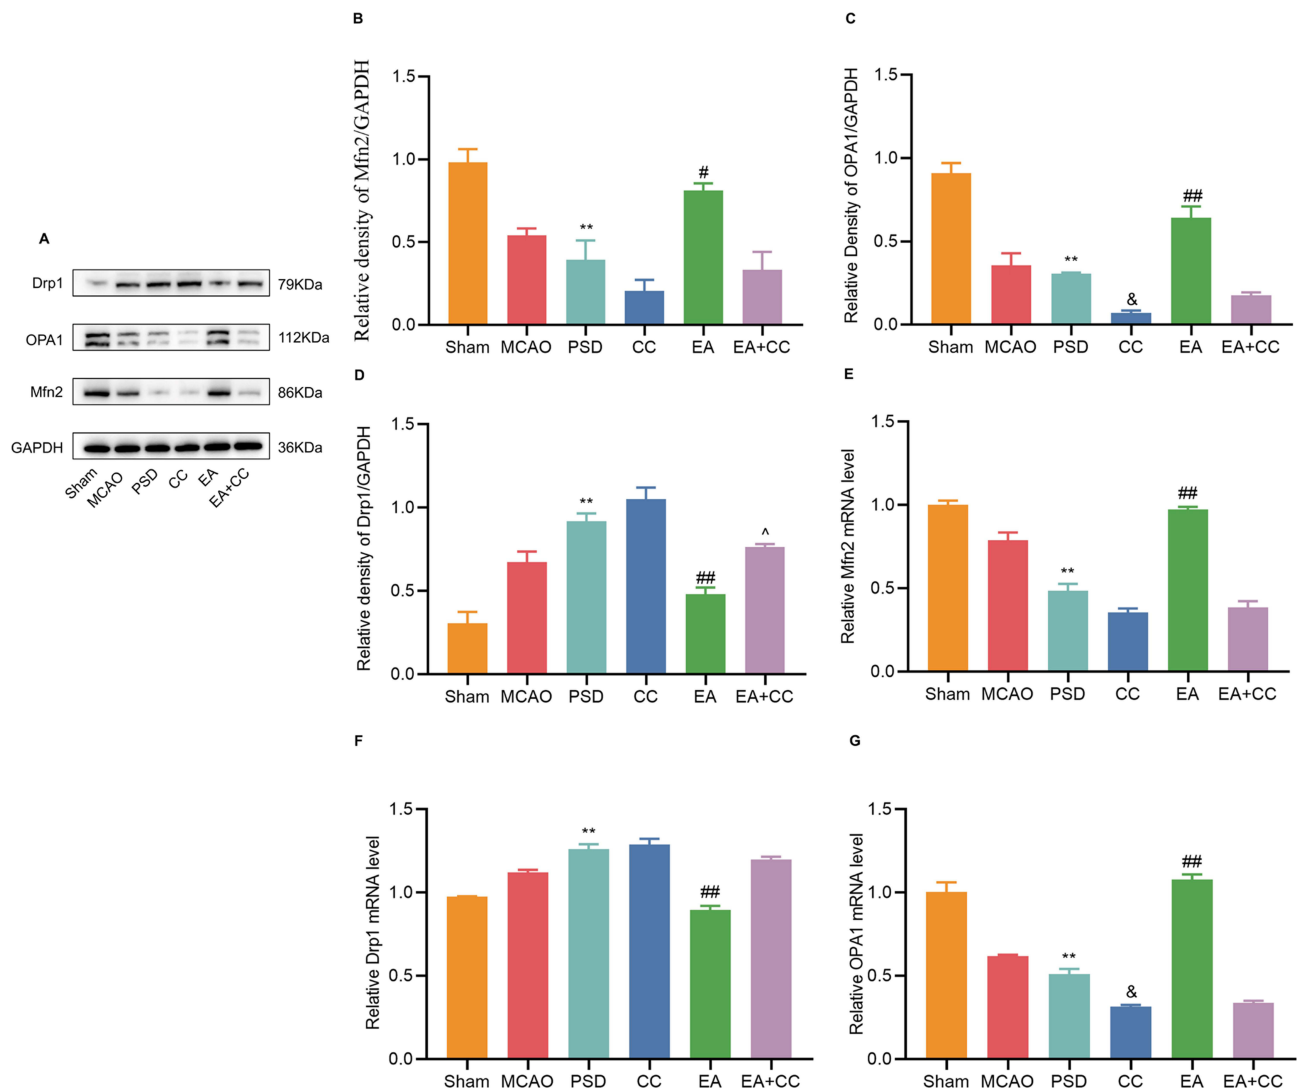 A
Drp1
79KDa
OPA1
112KDa
Mfn2
86KDa
GAPDH
36KDa
Sham
MCAO
PSD
CC
EA
EA+CC
B
Relative density of Mfn2/GAPDH
1.5
1.0
0.5
0.0
**
#
Sham MCAO PSD CC EA EA+CC
C
Relative Density of OPA1/GAPDH
1.5
1.0
0.5
0.0
**
&
##
Sham MCAO PSD CC EA EA+CC
D
Relative density of Drp1/GAPDH
1.5
1.0
0.5
0.0
**
##
^
Sham MCAO PSD CC EA EA+CC
E
Relative Mfn2 mRNA level
1.5
1.0
0.5
0.0
**
##
Sham MCAO PSD CC EA EA+CC
F
Relative Drp1 mRNA level
1.5
1.0
0.5
0.0
**
##
Sham MCAO PSD CC EA EA+CC
G
Relative OPA1 mRNA level
1.5
1.0
0.5
0.0
**
&
##
Sham MCAO PSD CC EA EA+CC